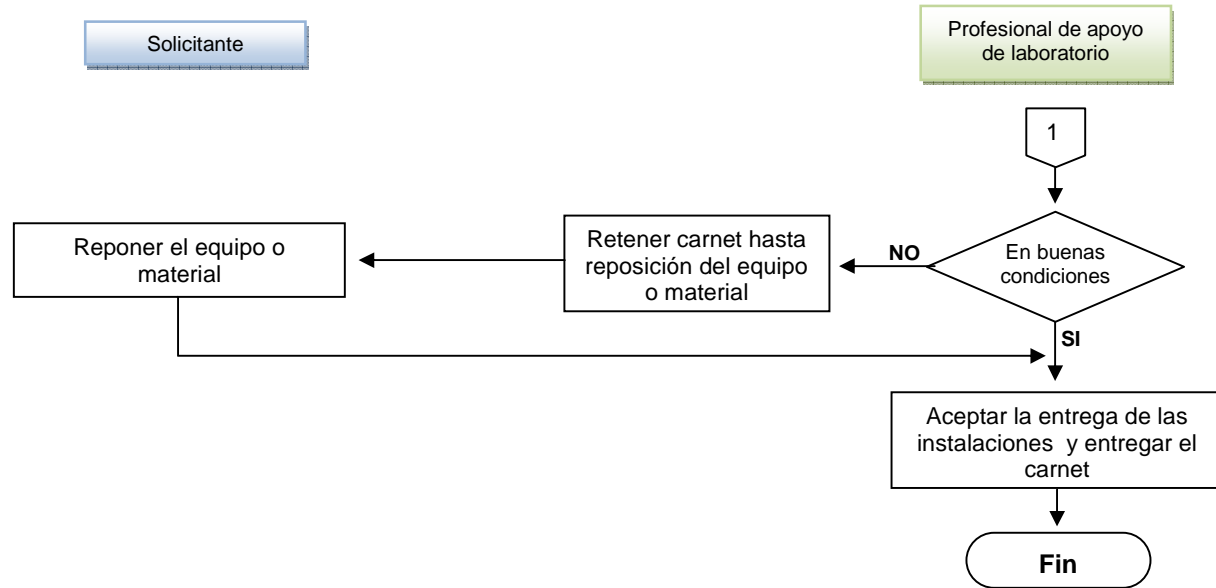 Solicitante
Profesional de apoyo
de laboratorio
1
Reponer el equipo o
material
Retener carnet hasta
reposición del equipo
o material
NO
En buenas
condiciones
SI
Aceptar la entrega de las
instalaciones y entregar el
carnet
Fin